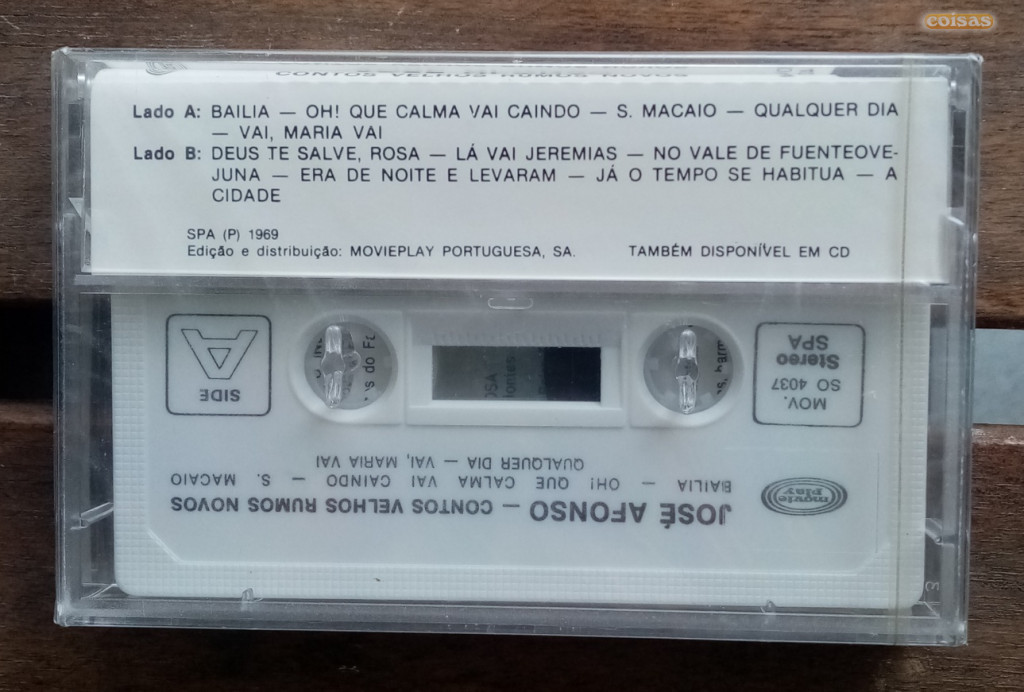 coisas
CONTOS VELHOS RUMOS NOVOS
Lado A: BAILIA — OH! QUE CALMA VAI CAINDO — S. MACAIO — QUALQUER DIA
— VAI, MARIA VAI
Lado B: DEUS TE SALVE, ROSA — LÁ VAI JEREMIAS — NO VALE DE FUENTEOVE-
JUNA — ERA DE NOITE E LEVARAM — JÁ O TEMPO SE HABITUA — A
CIDADE
SPA (P) 1969
Edição e distribuição: MOVIEPLAY PORTUGUESA, SA. TAMBÉM DISPONÍVEL EM CD
movie play
JOSÉ AFONSO — CONTOS VELHOS RUMOS NOVOS
BAILIA — OH! QUE CALMA VAI CAINDO — S. MACAIO
QUALQUER DIA — VAI, MARIA VAI
MOV.
SO 4037
Stereo
SPA
SIDE
A